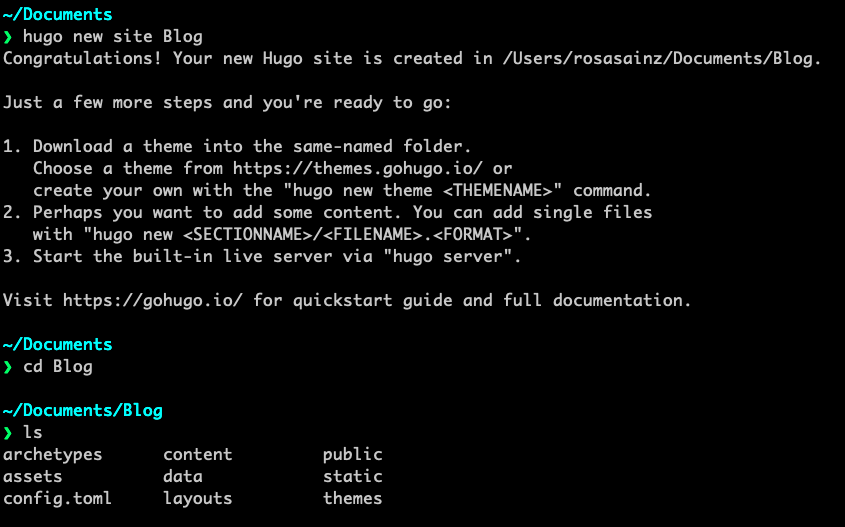 ~/Documents
❯ hugo new site Blog
Congratulations! Your new Hugo site is created in /Users/rosasainz/Documents/Blog.
Just a few more steps and you're ready to go:
1. Download a theme into the same-named folder.
Choose a theme from https://themes.gohugo.io/ or
create your own with the "hugo new theme <THEMENAME>" command.
2. Perhaps you want to add some content. You can add single files
with "hugo new <SECTIONNAME>/<FILENAME>.<FORMAT>".
3. Start the built-in live server via "hugo server".
Visit https://gohugo.io/ for quickstart guide and full documentation.
~/Documents
❯ cd Blog
~/Documents/Blog
❯ ls
archetypes content public
assets data static
config.toml layouts themes